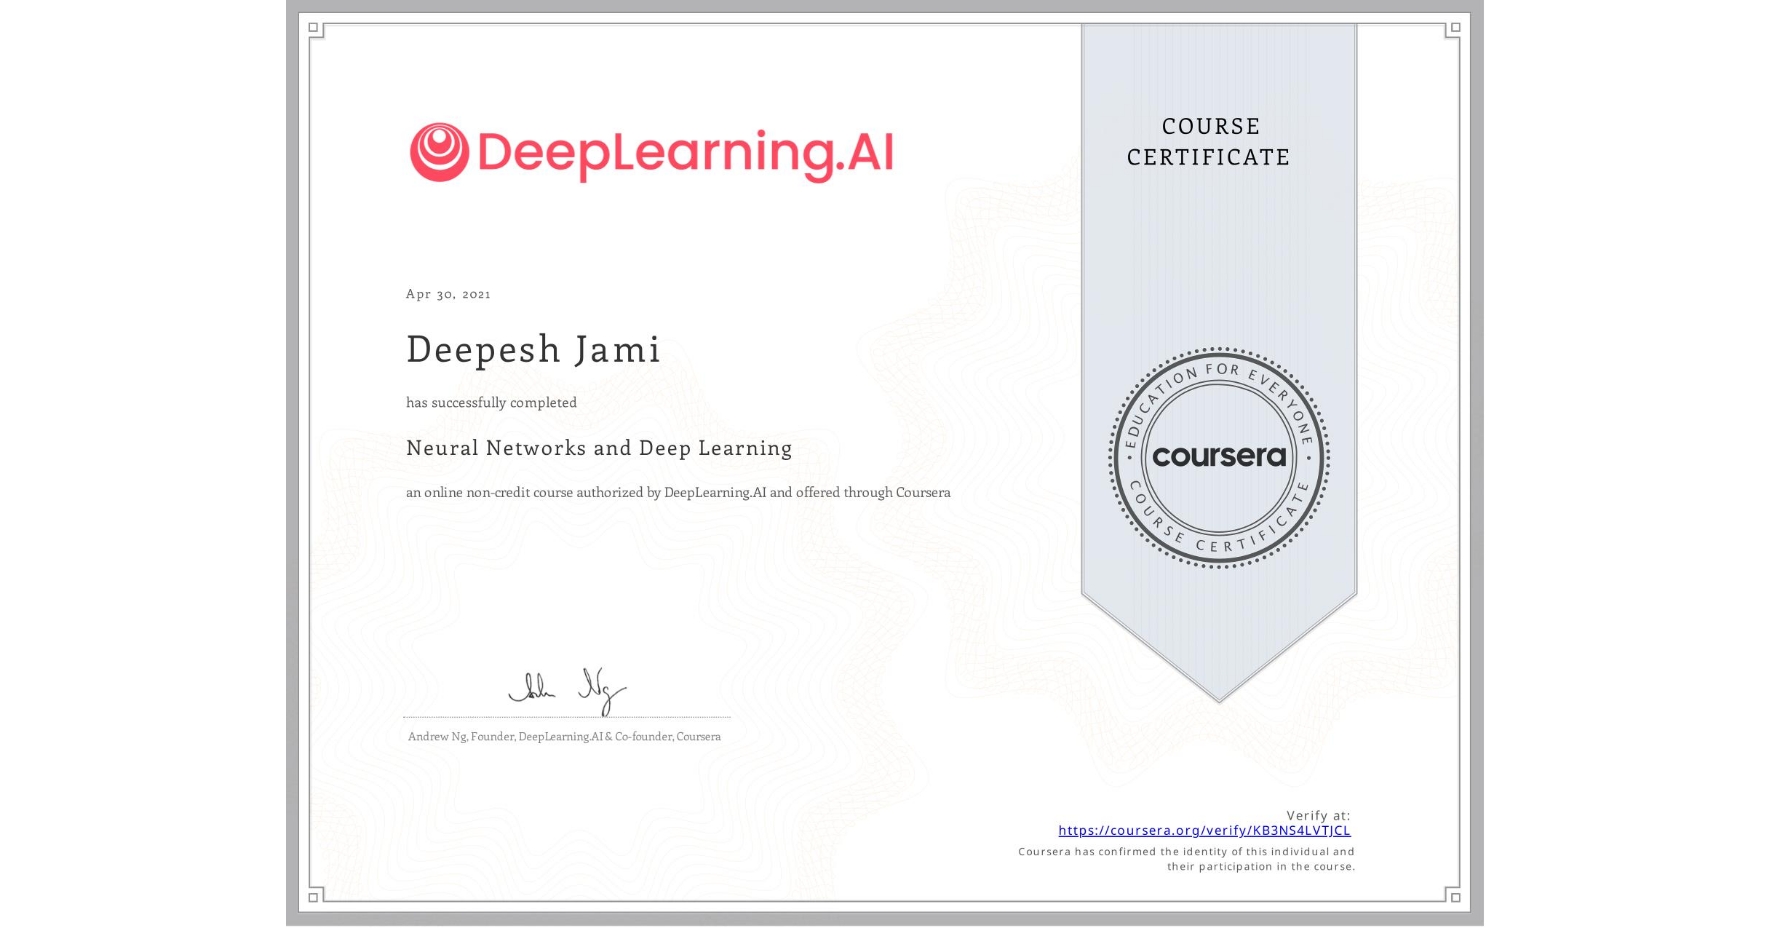 DeepLearning.AI
COURSE
CERTIFICATE
Apr 30, 2021
Deepesh Jami
has successfully completed
Neural Networks and Deep Learning
an online non-credit course authorized by DeepLearning.AI and offered through Coursera
EDUCATION FOR EVERYONE
coursera
COURSE CERTIFICATE
Andrew Ng, Founder, DeepLearning.AI & Co-founder, Coursera
Verify at:
https://coursera.org/verify/KB3NS4LVTJCL
Coursera has confirmed the identity of this individual and
their participation in the course.